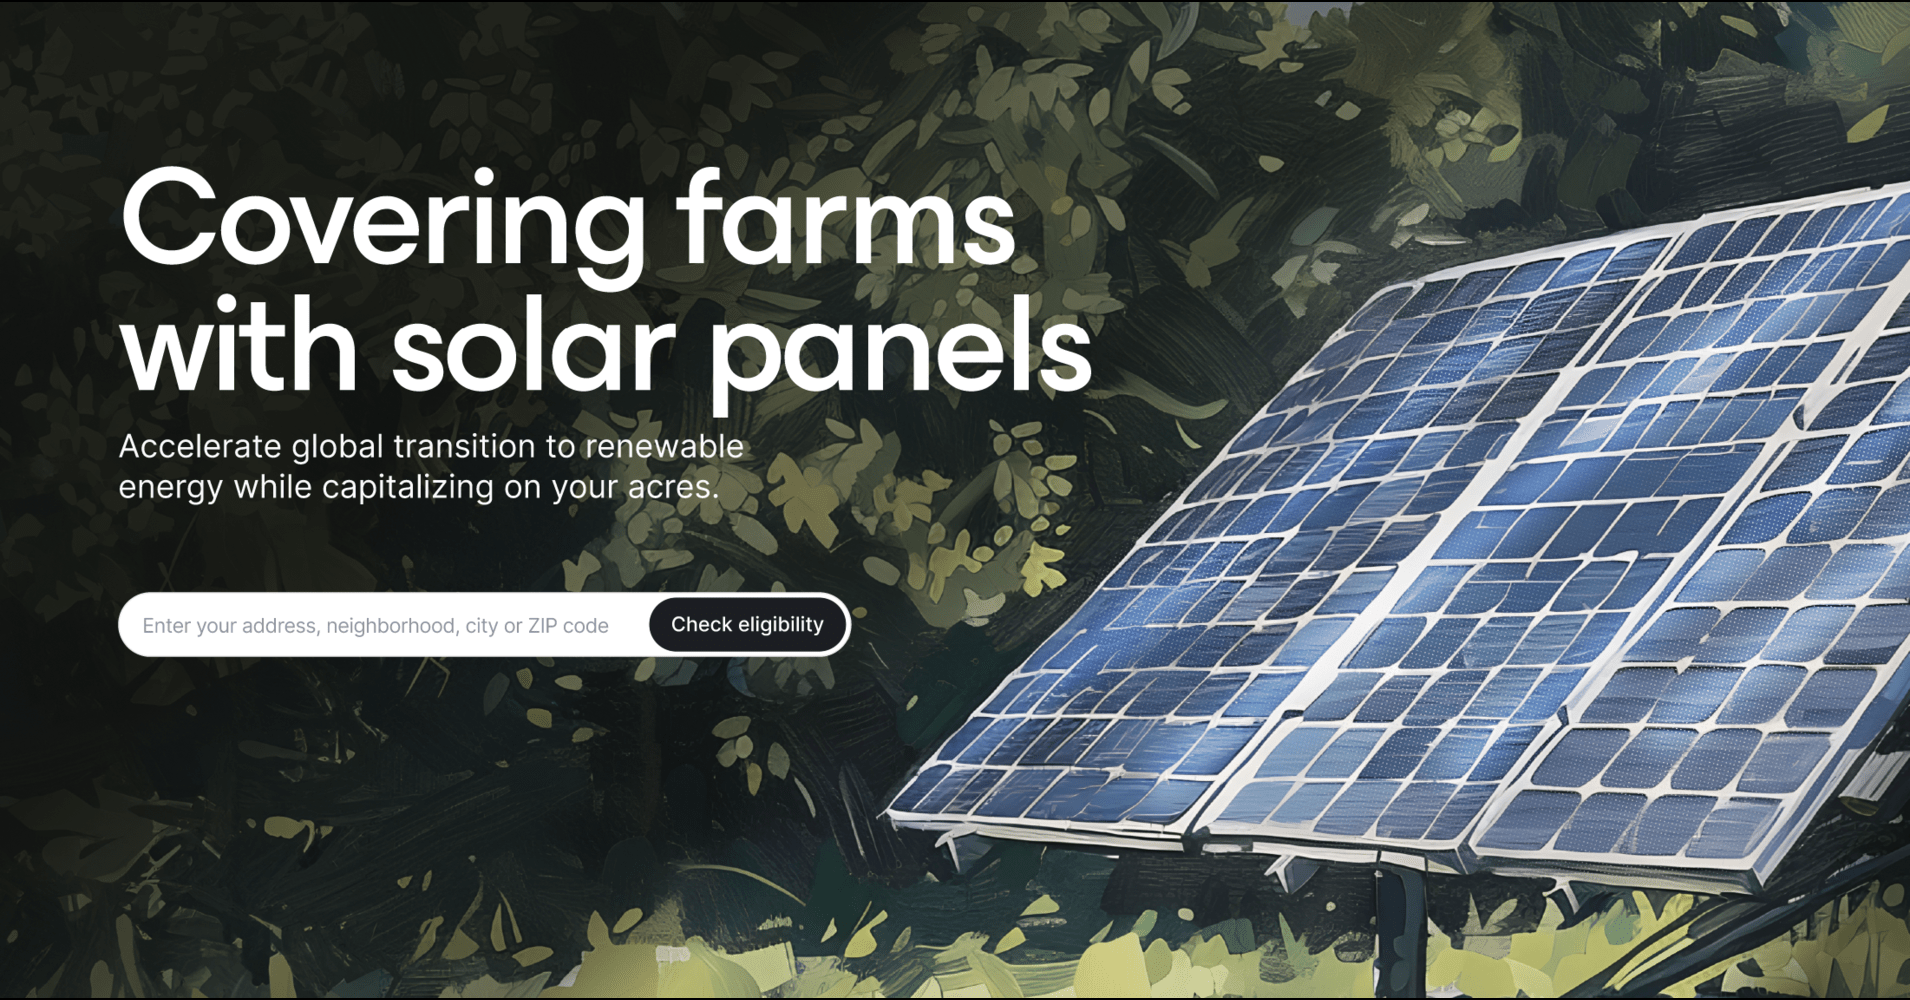 Covering farms
with solar panels
Accelerate global transition to renewable
energy while capitalizing on your acres.
Enter your address, neighborhood, city or ZIP code
Check eligibility